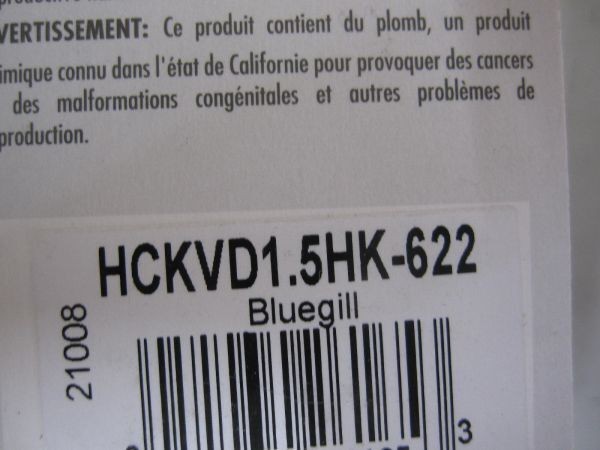 VERTISSEMENT: Ce produit contient du plomb, un produit
imique connu dans l'état de Californie pour provoquer des cancers
des malformations congénitales et autres problèmes de
production.
HCKVD1.5HK-622
Bluegill
21008
3